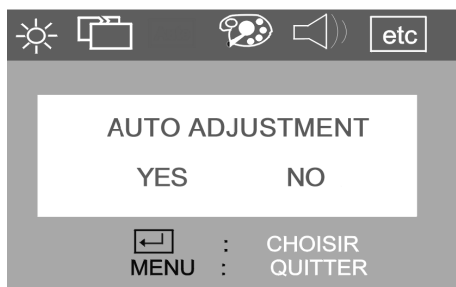 etc
AUTO ADJUSTMENT
YES NO
: CHOISIR
MENU : QUITTER